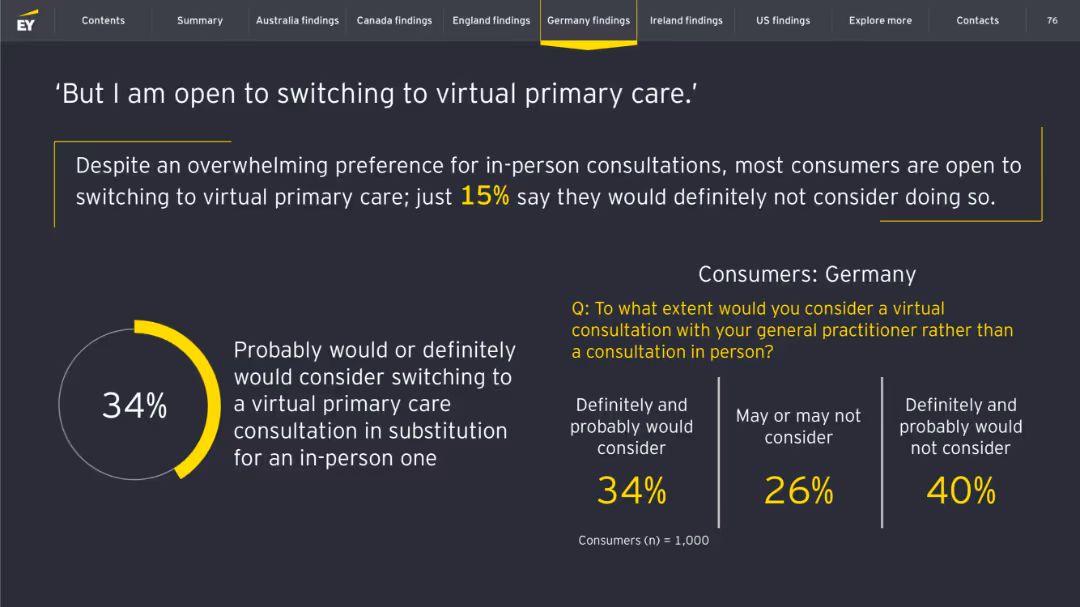 EY
Contents
Summary
Australia findings
Canada findings
England findings
Germany findings
Ireland findings
US findings
Explore more
Contacts
76
‘But I am open to switching to virtual primary care.’
Despite an overwhelming preference for in-person consultations, most consumers are open to
switching to virtual primary care; just 15% say they would definitely not consider doing so.
34%
Probably would or definitely
would consider switching to
a virtual primary care
consultation in substitution
for an in-person one
Consumers: Germany
Q: To what extent would you consider a virtual
consultation with your general practitioner rather than
a consultation in person?
Definitely and
probably would
consider
34%
May or may not
consider
26%
Definitely and
probably would
not consider
40%
Consumers (n) = 1,000